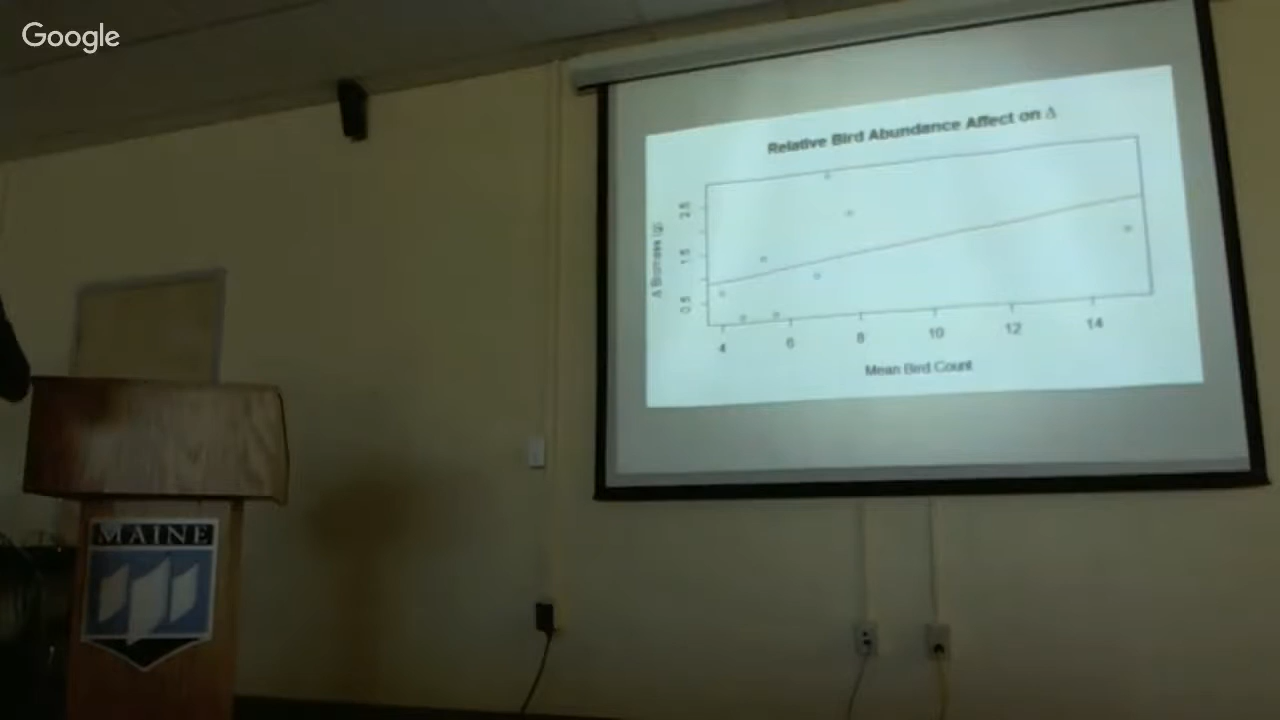 Google
Relative Bird Abundance Affect on Δ
Δ Biomass (g)
2.5
1.5
0.5
4 6 8 10 12 14
Mean Bird Count
MAINE